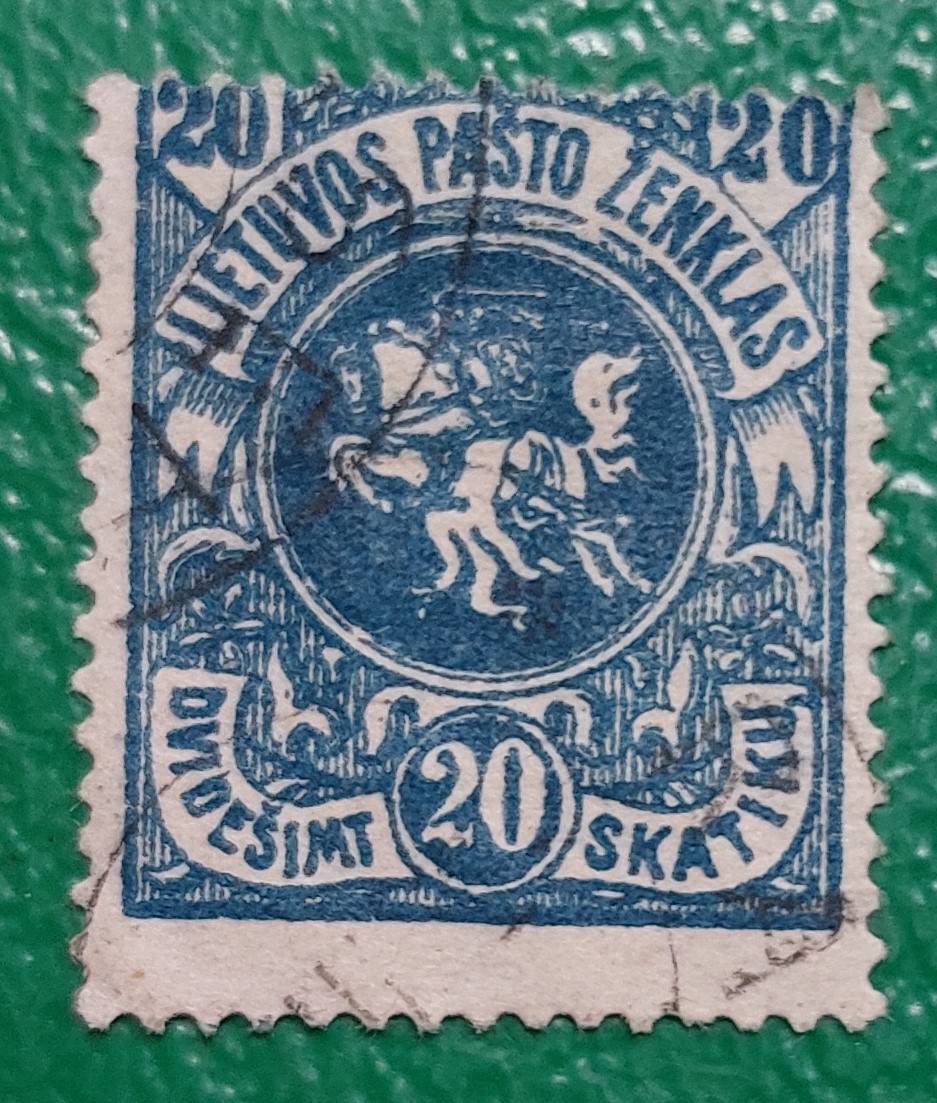 20 20
LIETUVOS PAŠTO ŽENKLAS
DVIDEŠIMT 20 SKATIKŲ